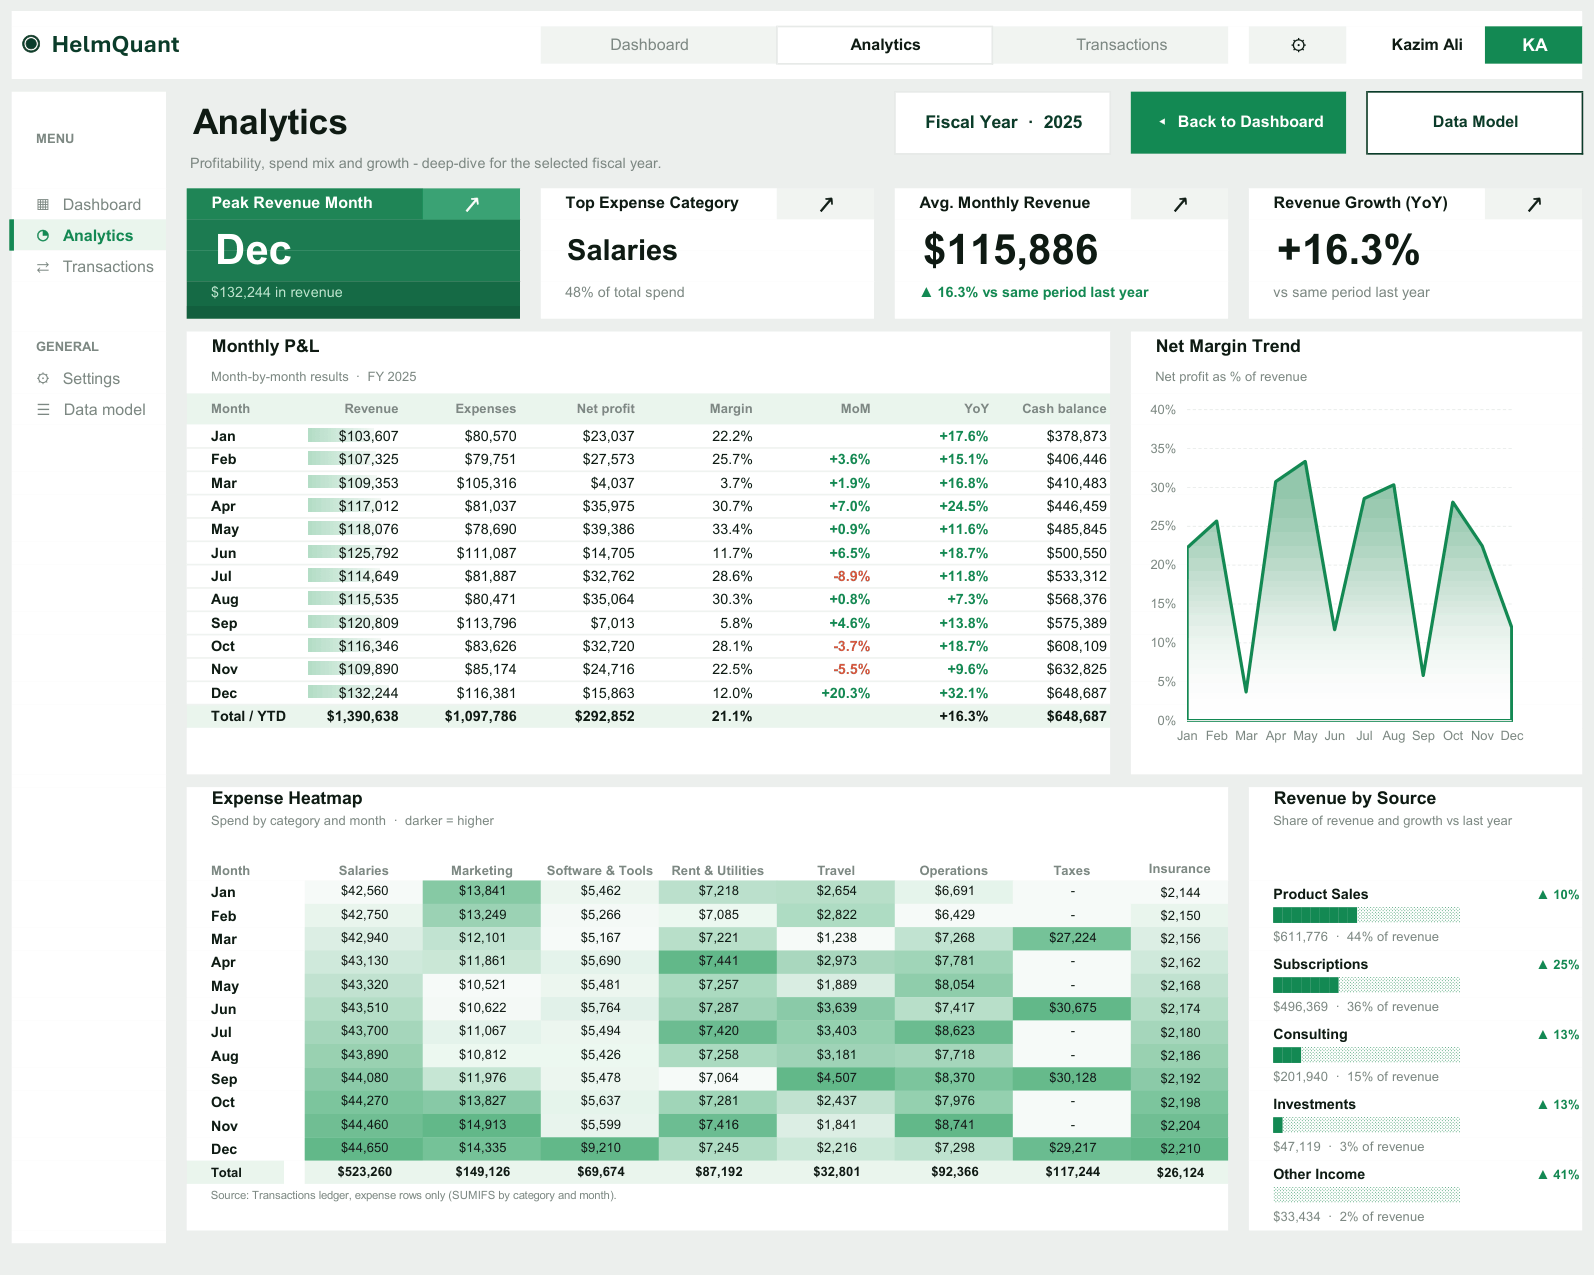 HelmQuant
Dashboard Analytics Transactions Kazim Ali KA
MENU
Dashboard
Analytics
Transactions
GENERAL
Settings
Data model
Analytics
Profitability, spend mix and growth - deep-dive for the selected fiscal year.
Fiscal Year · 2025
Back to Dashboard
Data Model
Peak Revenue Month
Dec
$132,244 in revenue
Top Expense Category
Salaries
48% of total spend
Avg. Monthly Revenue
$115,886
▲ 16.3% vs same period last year
Revenue Growth (YoY)
+16.3%
vs same period last year
Monthly P&L
Month-by-month results · FY 2025
Month Revenue Expenses Net profit Margin MoM YoY Cash balance
Jan $103,607 $80,570 $23,037 22.2% +17.6% $378,873
Feb $107,325 $79,751 $27,573 25.7% +3.6% +15.1% $406,446
Mar $109,353 $105,316 $4,037 3.7% +1.9% +16.8% $410,483
Apr $117,012 $81,037 $35,975 30.7% +7.0% +24.5% $446,459
May $118,076 $78,690 $39,386 33.4% +0.9% +11.6% $485,845
Jun $125,792 $111,087 $14,705 11.7% +6.5% +18.7% $500,550
Jul $114,649 $81,887 $32,762 28.6% -8.9% +11.8% $533,312
Aug $115,535 $80,471 $35,064 30.3% +0.8% +7.3% $568,376
Sep $120,809 $113,796 $7,013 5.8% +4.6% +13.8% $575,389
Oct $116,346 $83,626 $32,720 28.1% -3.7% +18.7% $608,109
Nov $109,890 $85,174 $24,716 22.5% -5.5% +9.6% $632,825
Dec $132,244 $116,381 $15,863 12.0% +20.3% +32.1% $648,687
Total / YTD $1,390,638 $1,097,786 $292,852 21.1% +16.3% $648,687
Net Margin Trend
Net profit as % of revenue
40%
35%
30%
25%
20%
15%
10%
5%
0%
Jan Feb Mar Apr May Jun Jul Aug Sep Oct Nov Dec
Expense Heatmap
Spend by category and month · darker = higher
Month Salaries Marketing Software & Tools Rent & Utilities Travel Operations Taxes Insurance
Jan $42,560 $13,841 $5,462 $7,218 $2,654 $6,691 - $2,144
Feb $42,750 $13,249 $5,266 $7,085 $2,822 $6,429 - $2,150
Mar $42,940 $12,101 $5,167 $7,221 $1,238 $7,268 $27,224 $2,156
Apr $43,130 $11,861 $5,690 $7,441 $2,973 $7,781 - $2,162
May $43,320 $10,521 $5,481 $7,257 $1,889 $8,054 - $2,168
Jun $43,510 $10,622 $5,764 $7,287 $3,639 $7,417 $30,675 $2,174
Jul $43,700 $11,067 $5,494 $7,420 $3,403 $8,623 - $2,180
Aug $43,890 $10,812 $5,426 $7,258 $3,181 $7,718 - $2,186
Sep $44,080 $11,976 $5,478 $7,064 $4,507 $8,370 $30,128 $2,192
Oct $44,270 $13,827 $5,637 $7,281 $2,437 $7,976 - $2,198
Nov $44,460 $14,913 $5,599 $7,416 $1,841 $8,741 - $2,204
Dec $44,650 $14,335 $9,210 $7,245 $2,216 $7,298 $29,217 $2,210
Total $523,260 $149,126 $69,674 $87,192 $32,801 $92,366 $117,244 $26,124
Source: Transactions ledger, expense rows only (SUMIFS by category and month).
Revenue by Source
Share of revenue and growth vs last year
Product Sales ▲ 10%
$611,776 · 44% of revenue
Subscriptions ▲ 25%
$496,369 · 36% of revenue
Consulting ▲ 13%
$201,940 · 15% of revenue
Investments ▲ 13%
$47,119 · 3% of revenue
Other Income ▲ 41%
$33,434 · 2% of revenue